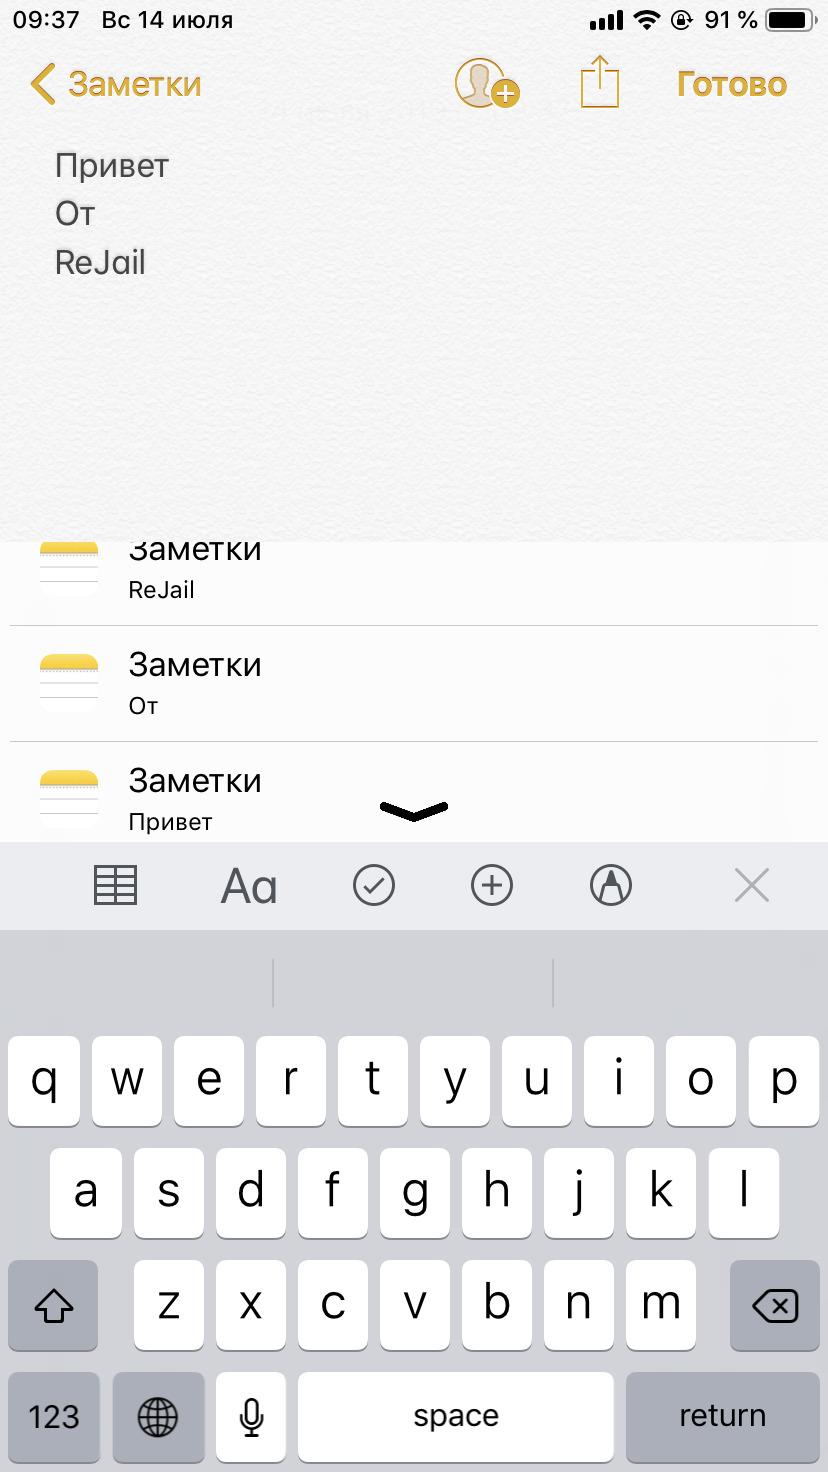 09:37 Вс 14 июля 91 %
Заметки Готово
Привет
От
ReJail
Заметки
ReJail
Заметки
От
Заметки
Привет
Aa
q w e r t y u i o p
a s d f g h j k l
z x c v b n m
123 space return